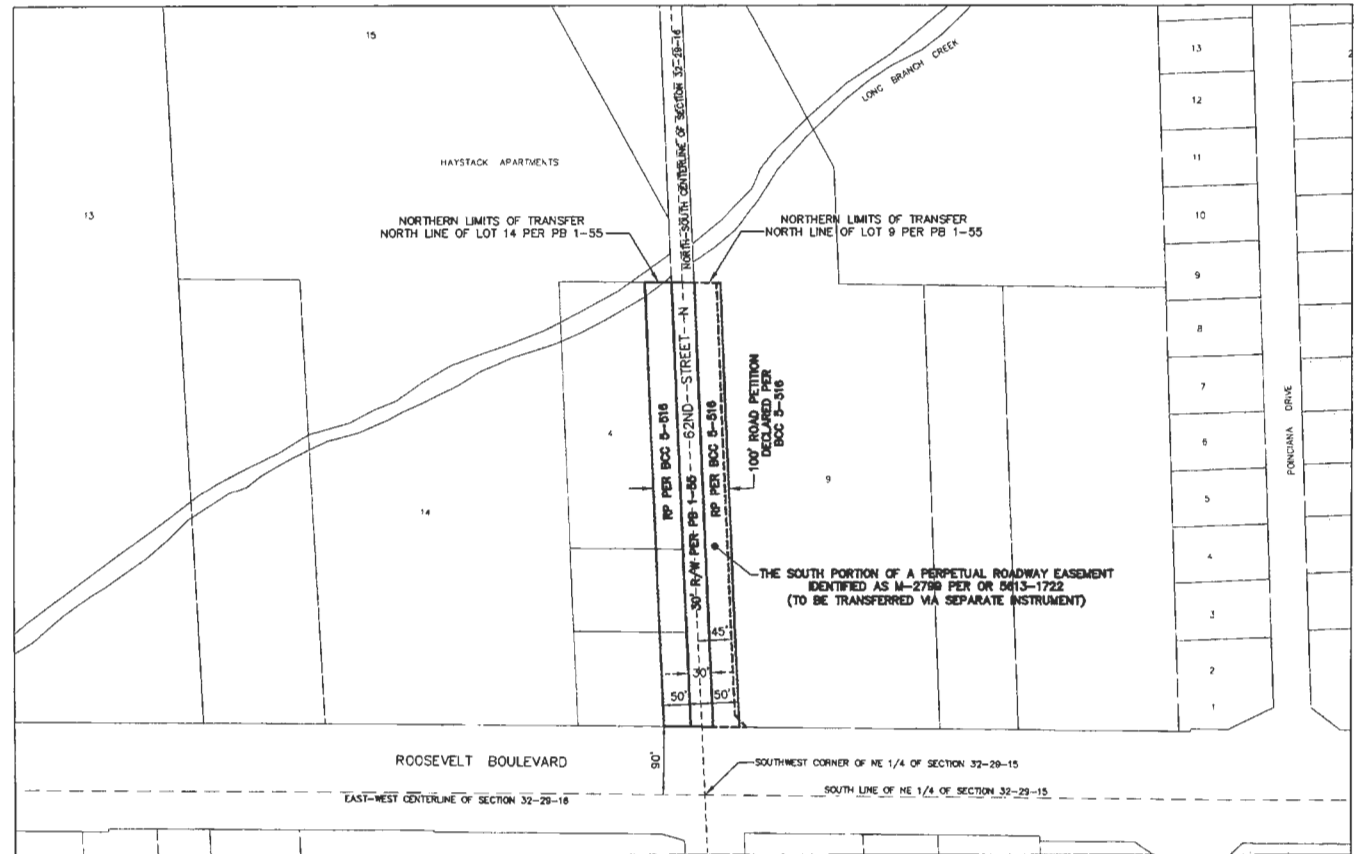 15
13
12
11
10
9
8
7
6
5
4
3
2
1
LONG BRANCH CREEK
HAYSTACK APARTMENTS
13
NORTH-SOUTH CENTERLINE OF SECTION 32-29-16
NORTHERN LIMITS OF TRANSFER
NORTH LINE OF LOT 14 PER PB 1-55
NORTHERN LIMITS OF TRANSFER
NORTH LINE OF LOT 9 PER PB 1-55
4
14
9
RP PER BCC 5-516
30' R/W PER PB 1-55
62ND STREET N
RP PER BCC 5-516
100' ROAD PETITION
DECLARED PER
BCC 5-516
POINCIANA DRIVE
THE SOUTH PORTION OF A PERPETUAL ROADWAY EASEMENT
IDENTIFIED AS M-2799 PER OR 5613-1722
(TO BE TRANSFERRED VIA SEPARATE INSTRUMENT)
45'
30'
50' 50'
90'
ROOSEVELT BOULEVARD
SOUTHWEST CORNER OF NE 1/4 OF SECTION 32-29-15
EAST-WEST CENTERLINE OF SECTION 32-29-16
SOUTH LINE OF NE 1/4 OF SECTION 32-29-15